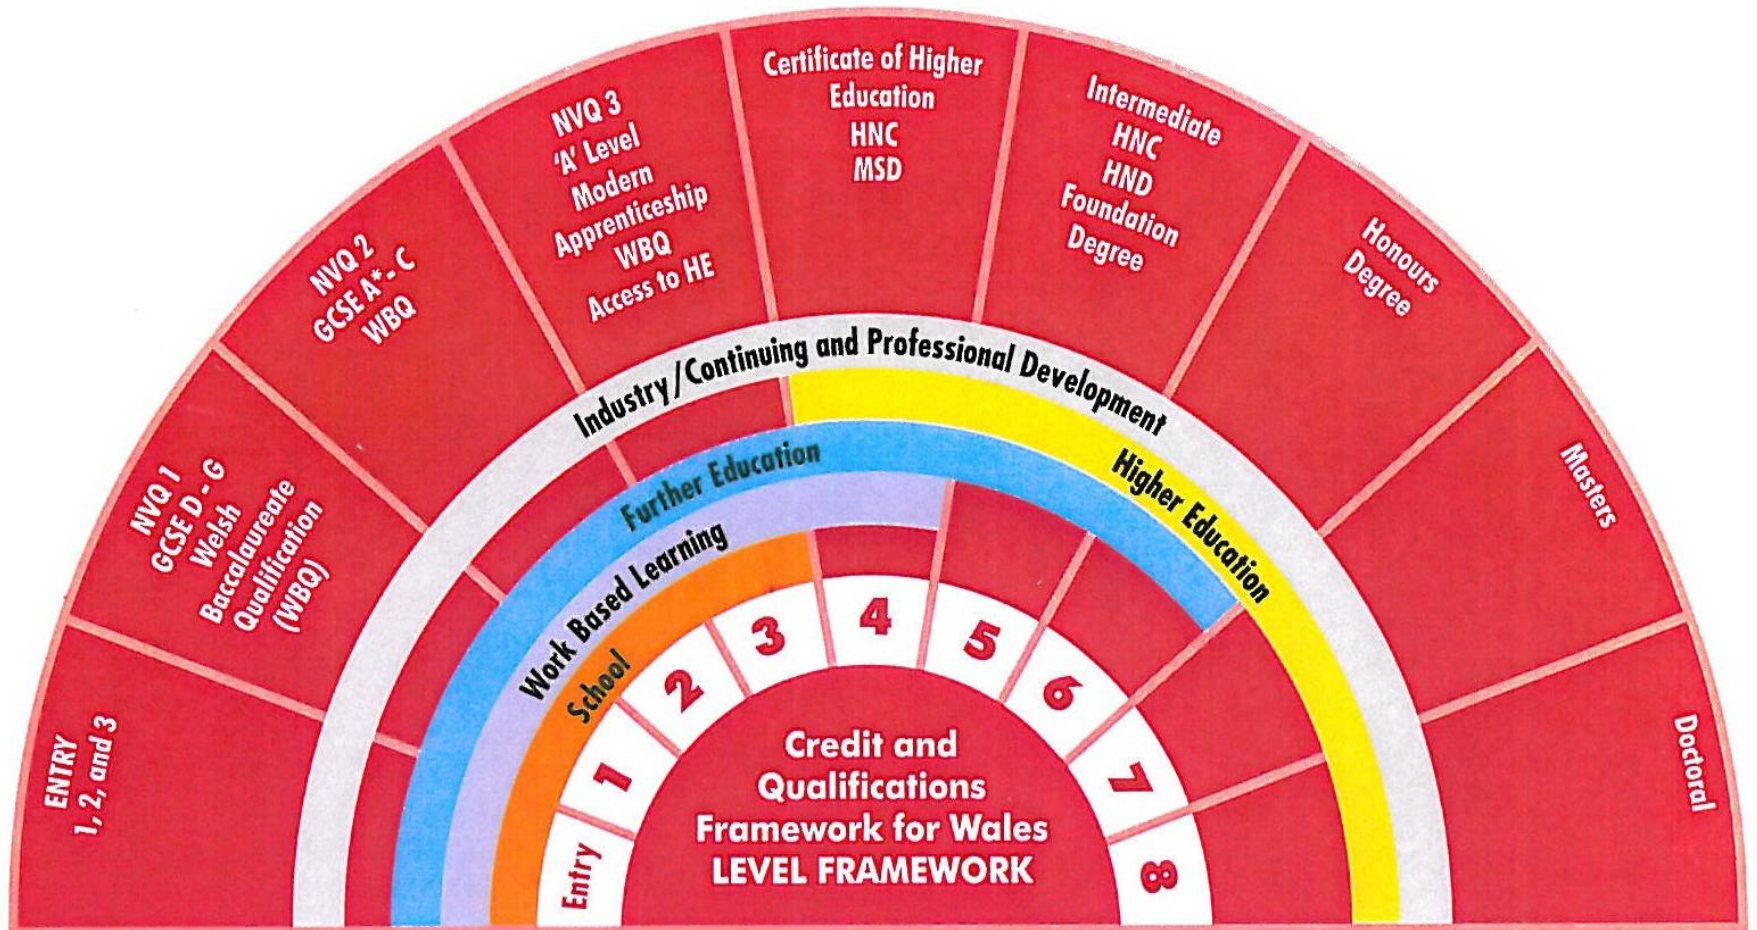 ENTRY
1, 2, and 3
NVQ 1
GCSE D - G
Welsh
Baccalaureate
Qualification
(WBQ)
NVQ 2
GCSE A*- C
WBQ
NVQ 3
'A' Level
Modern
Apprenticeship
WBQ
Access to HE
Certificate of Higher
Education
HNC
MSD
Intermediate
HNC
HND
Foundation
Degree
Honours
Degree
Masters
Doctoral
Industry/Continuing and Professional Development
Higher Education
Further Education
Work Based Learning
School
Entry
1
2
3
4
5
6
7
8
Credit and
Qualifications
Framework for Wales
LEVEL FRAMEWORK